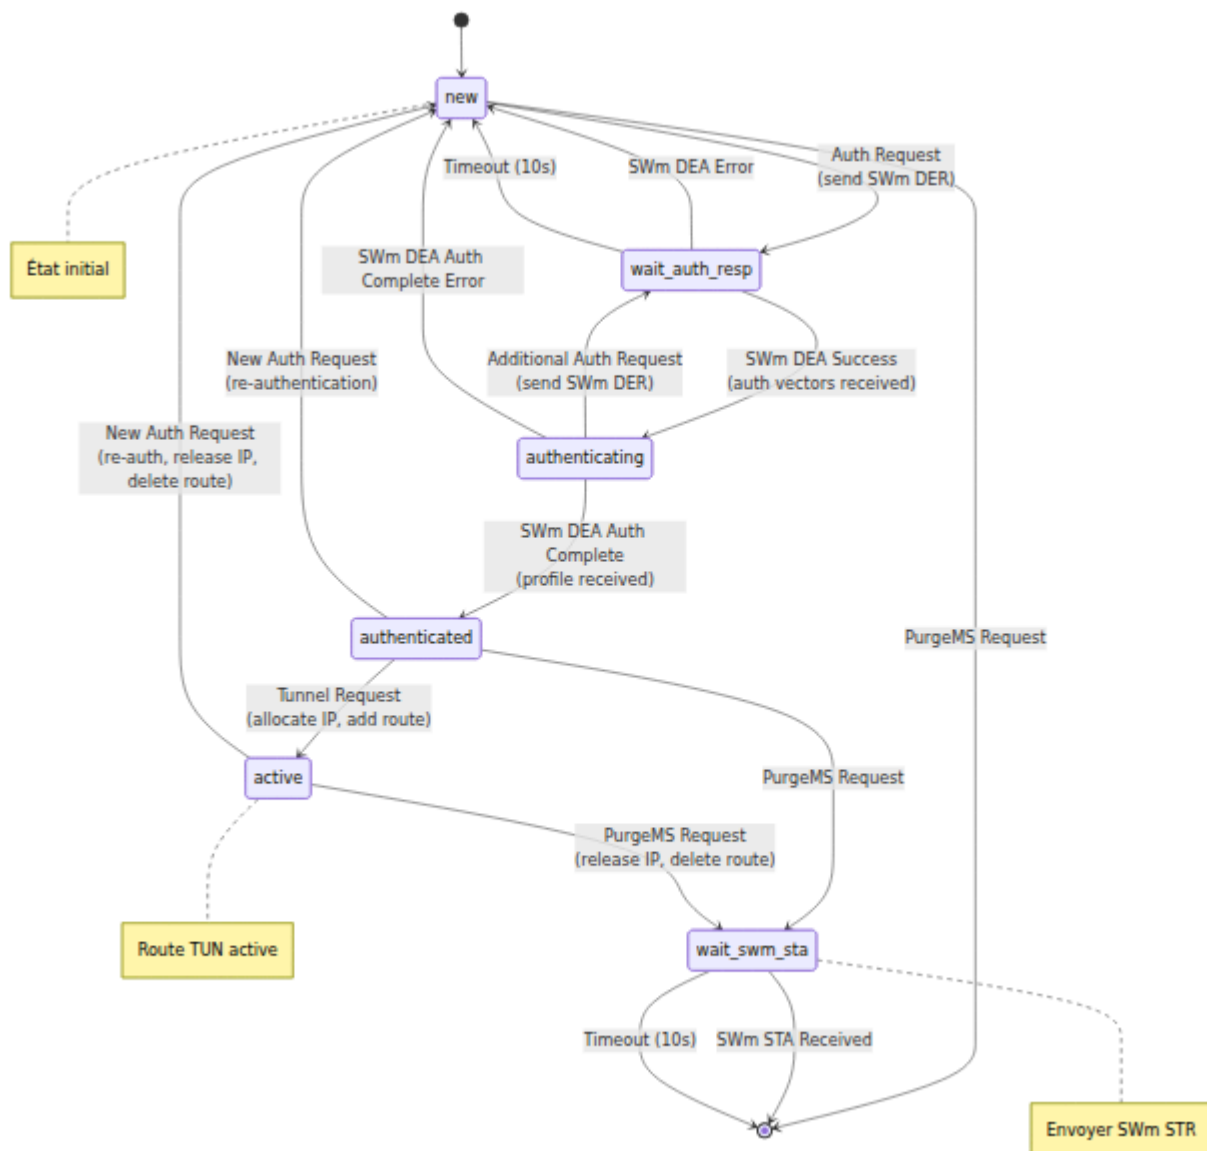 new
Timeout (10s)
SWm DEA Error
Auth Request
(send SWm DER)
État initial
SWm DEA Auth
Complete Error
wait_auth_resp
New Auth Request
(re-authentication)
Additional Auth Request
(send SWm DER)
SWm DEA Success
(auth vectors received)
New Auth Request
(re-auth, release IP,
delete route)
authenticating
SWm DEA Auth
Complete
(profile received)
authenticated
PurgeMS Request
Tunnel Request
(allocate IP, add route)
active
PurgeMS Request
PurgeMS Request
(release IP, delete route)
Route TUN active
wait_swm_sta
Timeout (10s)
SWm STA Received
Envoyer SWm STR